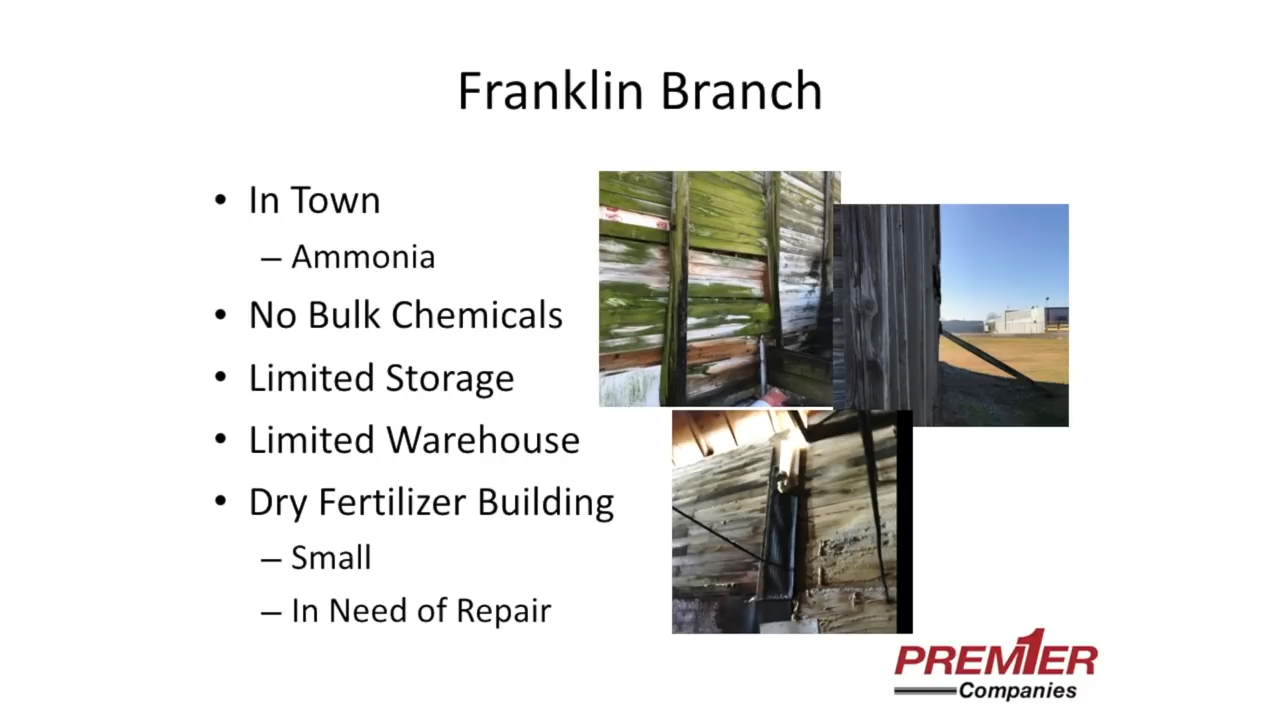 Franklin Branch
• In Town
– Ammonia
• No Bulk Chemicals
• Limited Storage
• Limited Warehouse
• Dry Fertilizer Building
– Small
– In Need of Repair
PREM1ER
Companies